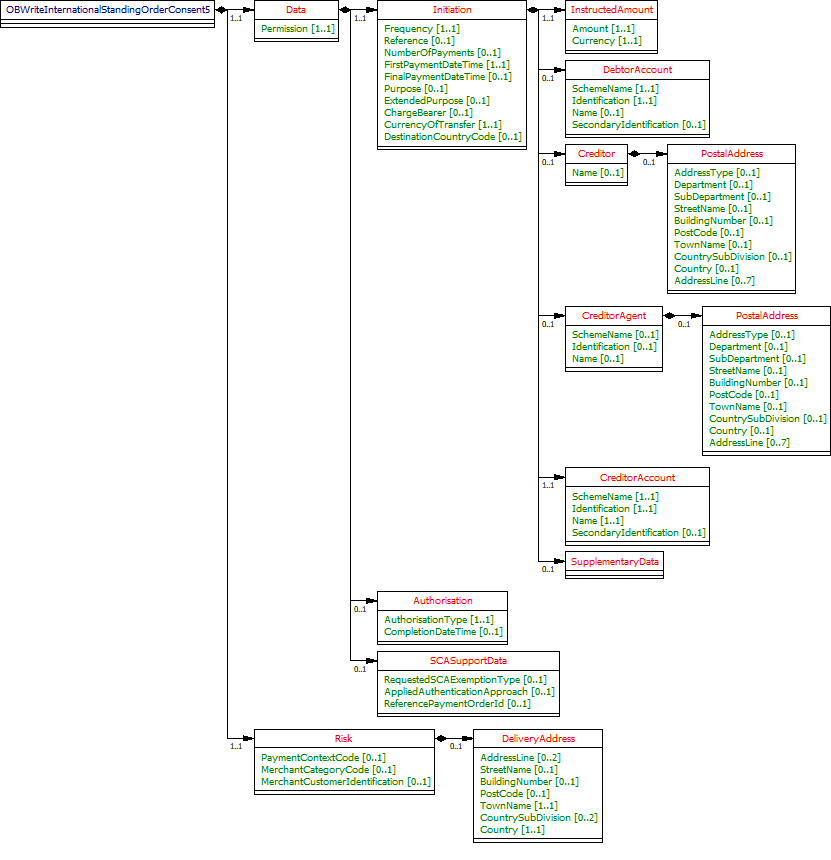 OBWriteInternationalStandingOrderConsent5
1..1
Data
Permission [1..1]
1..1
Initiation
Frequency [1..1]
Reference [0..1]
NumberOfPayments [0..1]
FirstPaymentDateTime [1..1]
FinalPaymentDateTime [0..1]
Purpose [0..1]
ExtendedPurpose [0..1]
ChargeBearer [0..1]
CurrencyOfTransfer [1..1]
DestinationCountryCode [0..1]
1..1
InstructedAmount
Amount [1..1]
Currency [1..1]
0..1
DebtorAccount
SchemeName [1..1]
Identification [1..1]
Name [0..1]
SecondaryIdentification [0..1]
0..1
Creditor
Name [0..1]
0..1
PostalAddress
AddressType [0..1]
Department [0..1]
SubDepartment [0..1]
StreetName [0..1]
BuildingNumber [0..1]
PostCode [0..1]
TownName [0..1]
CountrySubDivision [0..1]
Country [0..1]
AddressLine [0..7]
0..1
CreditorAgent
SchemeName [0..1]
Identification [0..1]
Name [0..1]
0..1
PostalAddress
AddressType [0..1]
Department [0..1]
SubDepartment [0..1]
StreetName [0..1]
BuildingNumber [0..1]
PostCode [0..1]
TownName [0..1]
CountrySubDivision [0..1]
Country [0..1]
AddressLine [0..7]
1..1
CreditorAccount
SchemeName [1..1]
Identification [1..1]
Name [1..1]
SecondaryIdentification [0..1]
0..1
SupplementaryData
0..1
Authorisation
AuthorisationType [1..1]
CompletionDateTime [0..1]
0..1
SCASupportData
RequestedSCAExemptionType [0..1]
AppliedAuthenticationApproach [0..1]
ReferencePaymentOrderId [0..1]
1..1
Risk
PaymentContextCode [0..1]
MerchantCategoryCode [0..1]
MerchantCustomerIdentification [0..1]
0..1
DeliveryAddress
AddressLine [0..2]
StreetName [0..1]
BuildingNumber [0..1]
PostCode [0..1]
TownName [1..1]
CountrySubDivision [0..2]
Country [1..1]